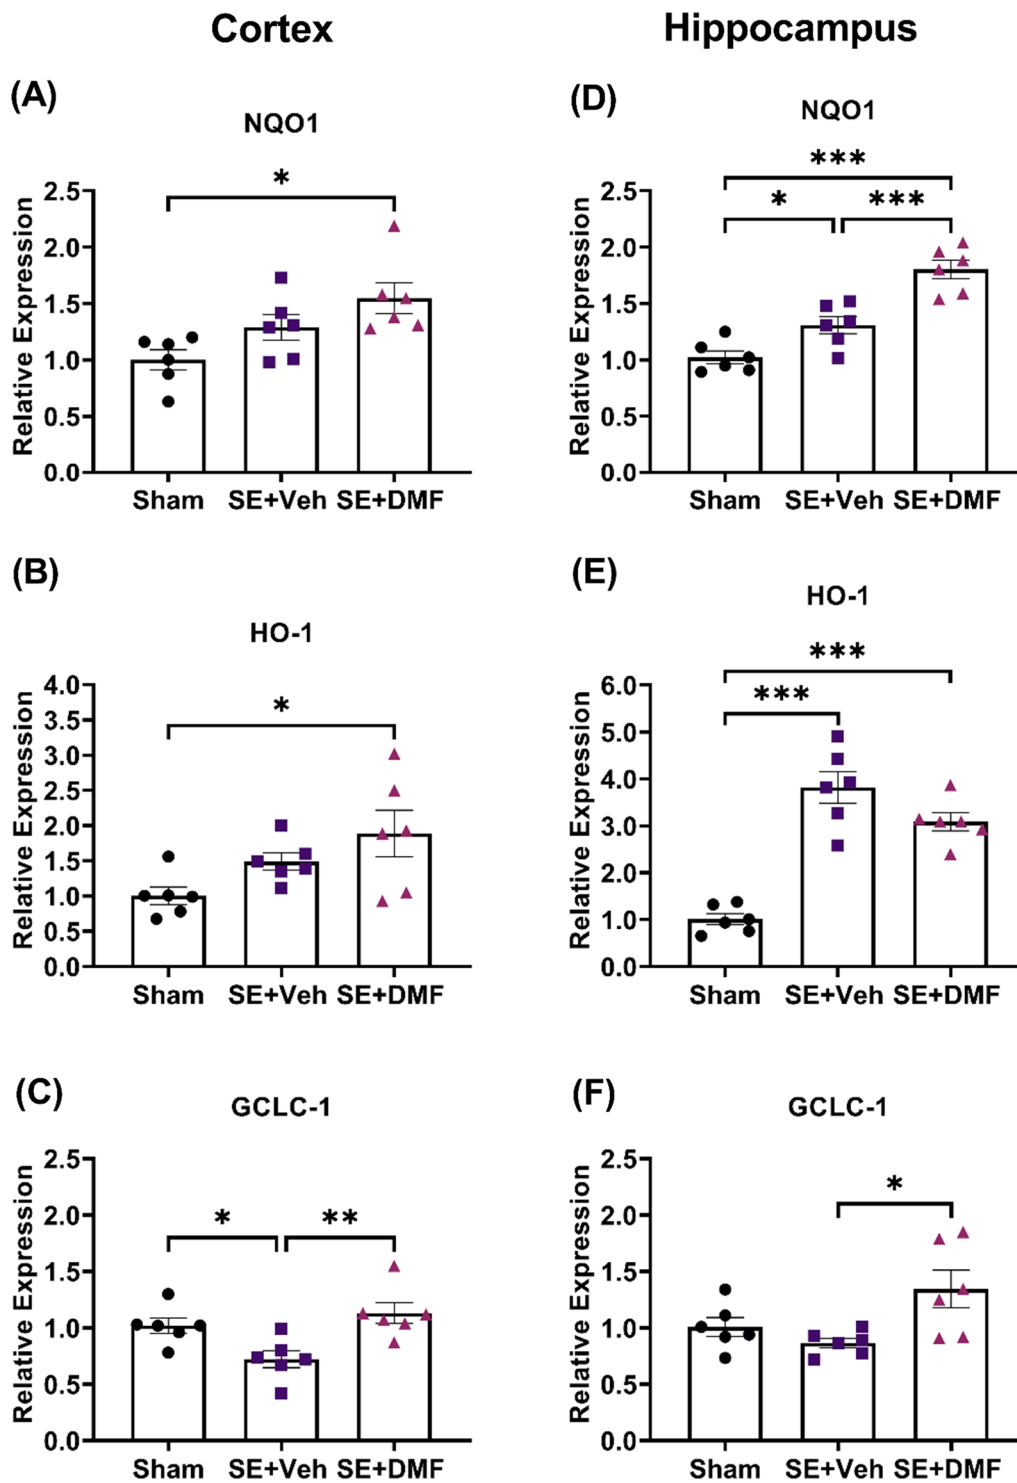 Cortex
Hippocampus
(A)
NQO1
*
Relative Expression
2.5
2.0
1.5
1.0
0.5
0.0
Sham SE+Veh SE+DMF
(D)
NQO1
***
* ***
Relative Expression
2.5
2.0
1.5
1.0
0.5
0.0
Sham SE+Veh SE+DMF
(B)
HO-1
*
Relative Expression
4.0
3.5
3.0
2.5
2.0
1.5
1.0
0.5
0.0
Sham SE+Veh SE+DMF
(E)
HO-1
***
***
Relative Expression
6.0
5.0
4.0
3.0
2.0
1.0
0.0
Sham SE+Veh SE+DMF
(C)
GCLC-1
* **
Relative Expression
2.5
2.0
1.5
1.0
0.5
0.0
Sham SE+Veh SE+DMF
(F)
GCLC-1
*
Relative Expression
2.5
2.0
1.5
1.0
0.5
0.0
Sham SE+Veh SE+DMF